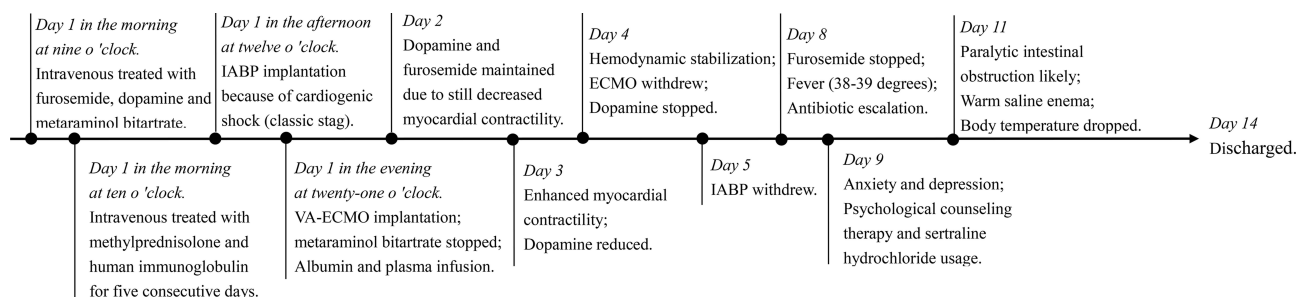 Day 1 in the morning
at nine o 'clock.
Intravenous treated with
furosemide, dopamine and
metaraminol bitartrate.
Day 1 in the morning
at ten o 'clock.
Intravenous treated with
methylprednisolone and
human immunoglobulin
for five consecutive days.
Day 1 in the afternoon
at twelve o 'clock.
IABP implantation
because of cardiogenic
shock (classic stag).
Day 1 in the evening
at twenty-one o 'clock.
VA-ECMO implantation;
metaraminol bitartrate stopped;
Albumin and plasma infusion.
Day 2
Dopamine and
furosemide maintained
due to still decreased
myocardial contractility.
Day 3
Enhanced myocardial
contractility;
Dopamine reduced.
Day 4
Hemodynamic stabilization;
ECMO withdrew;
Dopamine stopped.
Day 5
IABP withdrew.
Day 8
Furosemide stopped;
Fever (38-39 degrees);
Antibiotic escalation.
Day 9
Anxiety and depression;
Psychological counseling
therapy and sertraline
hydrochloride usage.
Day 11
Paralytic intestinal
obstruction likely;
Warm saline enema;
Body temperature dropped.
Day 14
Discharged.